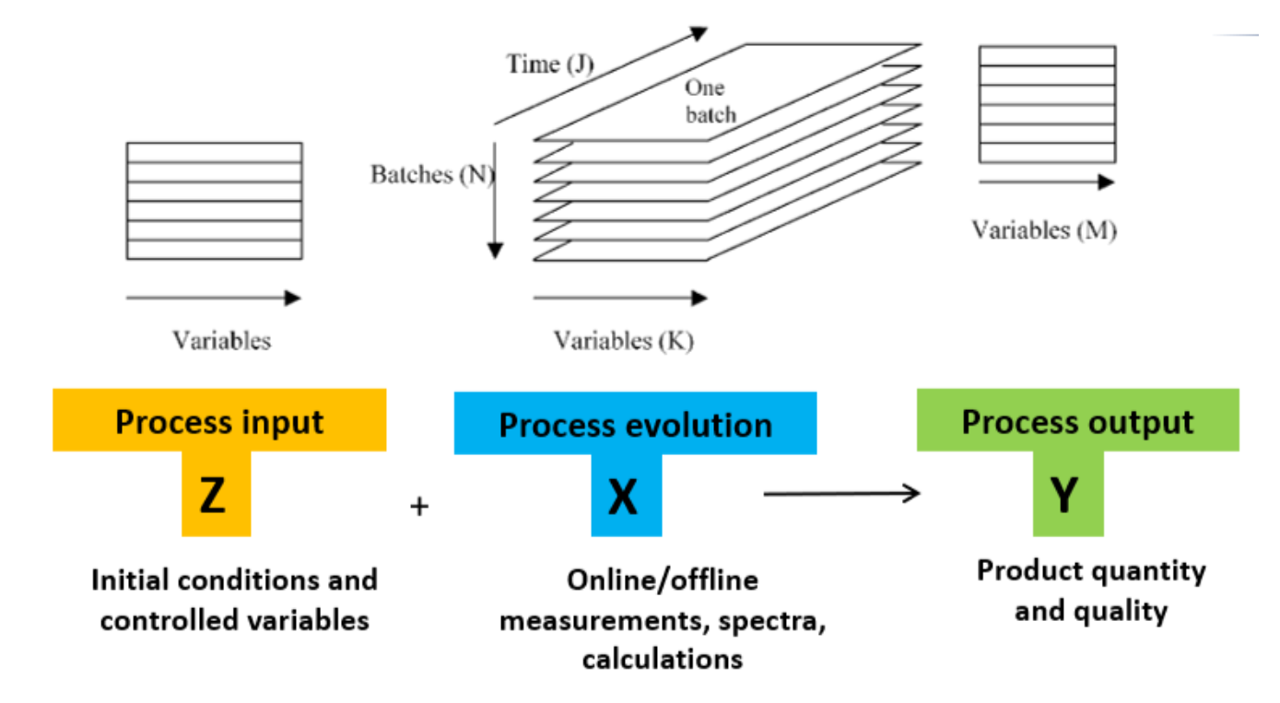 Time (J)
One
batch
Batches (N)
Variables
Variables (K)
Variables (M)
Process input
Z
Initial conditions and
controlled variables
+
Process evolution
X
Online/offline
measurements, spectra,
calculations
Process output
Y
Product quantity
and quality